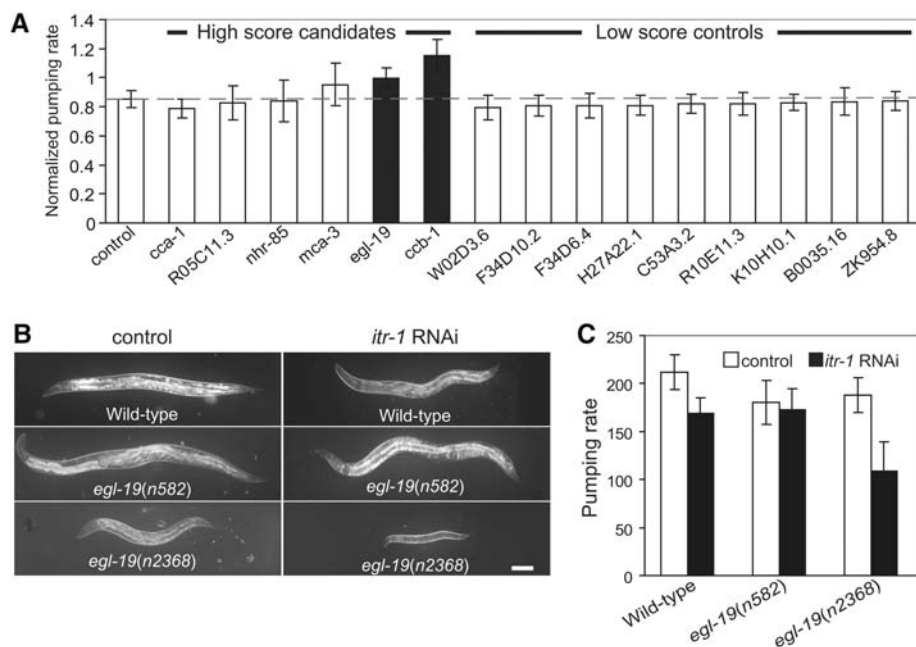 A
High score candidates
Low score controls
Normalized pumping rate
1.4
1.2
1
0.8
0.6
0.4
0.2
0
control
cca-1
R05C11.3
nhr-85
mca-3
egl-19
ccb-1
W02D3.6
F34D10.2
F34D6.4
H27A22.1
C53A3.2
R10E11.3
K10H10.1
B0035.16
ZK954.8
B
control
itr-1 RNAi
Wild-type
Wild-type
egl-19(n582)
egl-19(n582)
egl-19(n2368)
egl-19(n2368)
C
Pumping rate
250
200
150
100
50
0
control
itr-1 RNAi
Wild-type
egl-19(n582)
egl-19(n2368)